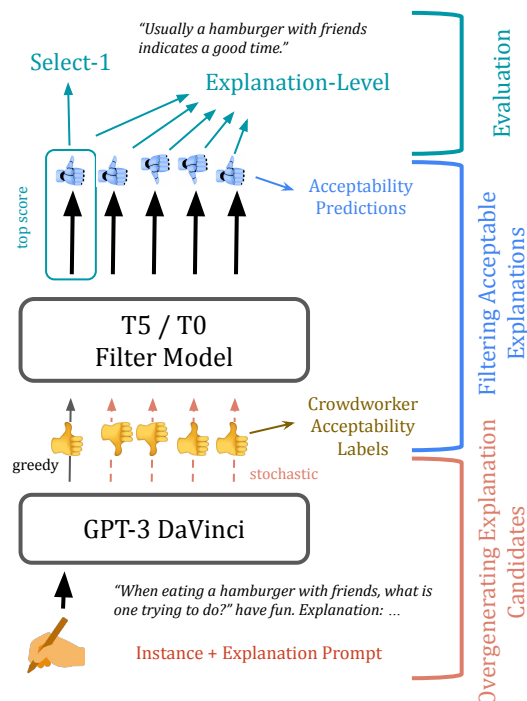 “Usually a hamburger with friends
indicates a good time.”
Select-1
Explanation-Level
Evaluation
top score
Acceptability
Predictions
Filtering Acceptable
Explanations
T5 / T0
Filter Model
Crowdworker
Acceptability
Labels
greedy
stochastic
GPT-3 DaVinci
Overgenerating Explanation
Candidates
“When eating a hamburger with friends, what is
one trying to do?” have fun. Explanation: …
Instance + Explanation Prompt